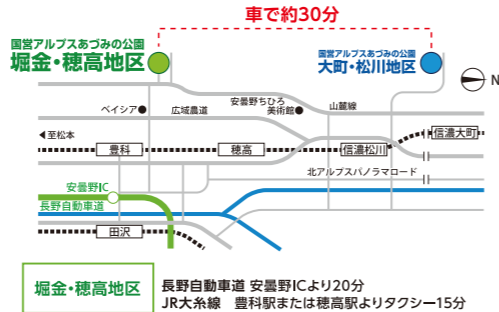 車で約30分
国営アルプスあづみの公園
堀金・穂高地区
国営アルプスあづみの公園
大町・松川地区
N
ベイシア
広域農道
安曇野ちひろ
美術館
山麓線
◀至松本
豊科
穂高
信濃松川
信濃大町
北アルプスパノラマロード
安曇野IC
長野自動車道
田沢
堀金・穂高地区
長野自動車道 安曇野ICより20分
JR大糸線 豊科駅または穂高駅よりタクシー15分